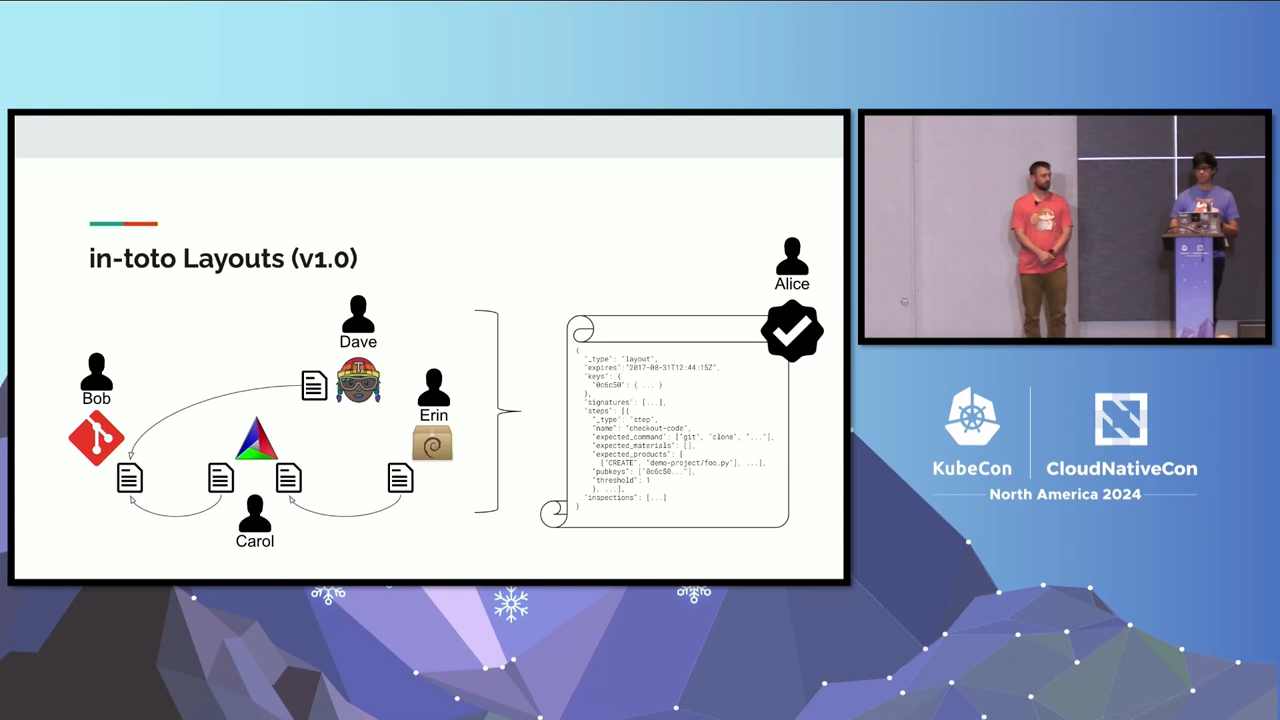 in-toto Layouts (v1.0)
Alice
Dave
Bob
Erin
Carol
{
"_type": "layout",
"expires":"2017-08-31T12:44:15Z",
"keys": {
"0c6c50": { ... }
},
"signatures": [...],
"steps": [{
"_type": "step",
"name": "checkout-code",
"expected_command": ["git", "clone", "..."],
"expected_materials": [],
"expected_products": [
["CREATE", "demo-project/foo.py"], ...],
"pubkeys": ["0c6c50..."],
"threshold": 1
}, ...],
"inspections": [...]
}
KubeCon
CloudNativeCon
North America 2024